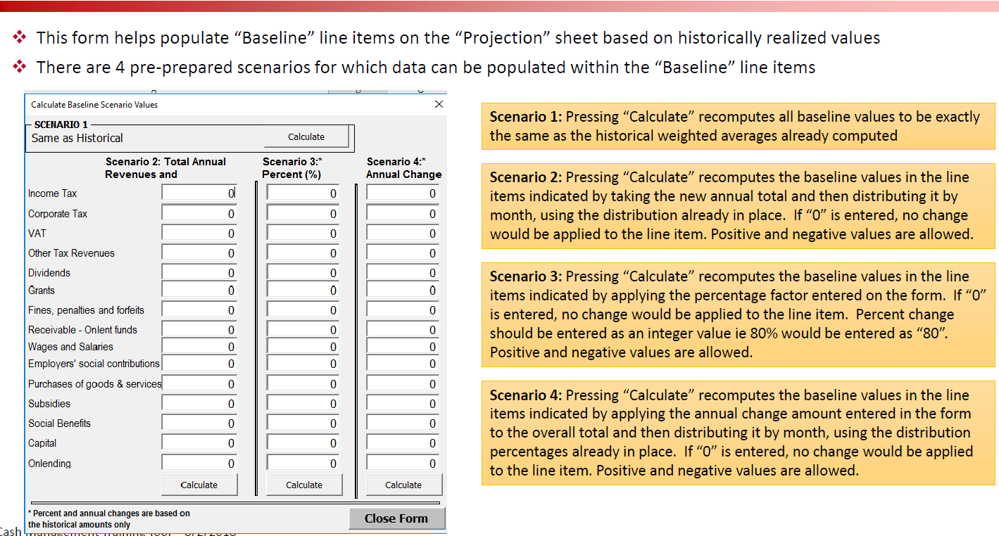 ❖ This form helps populate “Baseline” line items on the “Projection” sheet based on historically realized values
❖ There are 4 pre-prepared scenarios for which data can be populated within the “Baseline” line items
Calculate Baseline Scenario Values
SCENARIO 1
Same as Historical Calculate
Scenario 2: Total Annual Scenario 3:* Scenario 4:*
Revenues and Percent (%) Annual Change
Income Tax 0 0 0
Corporate Tax 0 0 0
VAT 0 0 0
Other Tax Revenues 0 0 0
Dividends 0 0 0
Grants 0 0 0
Fines, penalties and forfeits 0 0 0
Receivable - Onlent funds 0 0 0
Wages and Salaries 0 0 0
Employers' social contributions 0 0 0
Purchases of goods & services 0 0 0
Subsidies 0 0 0
Social Benefits 0 0 0
Capital 0 0 0
Onlending 0 0 0
Calculate Calculate Calculate
* Percent and annual changes are based on
the historical amounts only
Close Form
Scenario 1: Pressing “Calculate” recomputes all baseline values to be exactly
the same as the historical weighted averages already computed
Scenario 2: Pressing “Calculate” recomputes the baseline values in the line
items indicated by taking the new annual total and then distributing it by
month, using the distribution already in place. If “0” is entered, no change
would be applied to the line item. Positive and negative values are allowed.
Scenario 3: Pressing “Calculate” recomputes the baseline values in the line
items indicated by applying the percentage factor entered on the form. If “0”
is entered, no change would be applied to the line item. Percent change
should be entered as an integer value ie 80% would be entered as “80”.
Positive and negative values are allowed.
Scenario 4: Pressing “Calculate” recomputes the baseline values in the line
items indicated by applying the annual change amount entered in the form
to the overall total and then distributing it by month, using the distribution
percentages already in place. If “0” is entered, no change would be applied
to the line item. Positive and negative values are allowed.
Cash